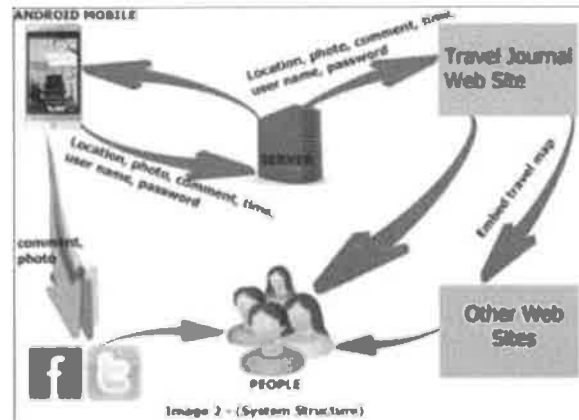 ANDROID MOBILE
Location, photo, comment, time,
user name, password
Travel Journal
Web Site
SERVER
Location, photo, comment, time,
user name, password
Embed travel map
comment,
photo
Other Web
Sites
f
t
PEOPLE
Image 2 - (System Structure)